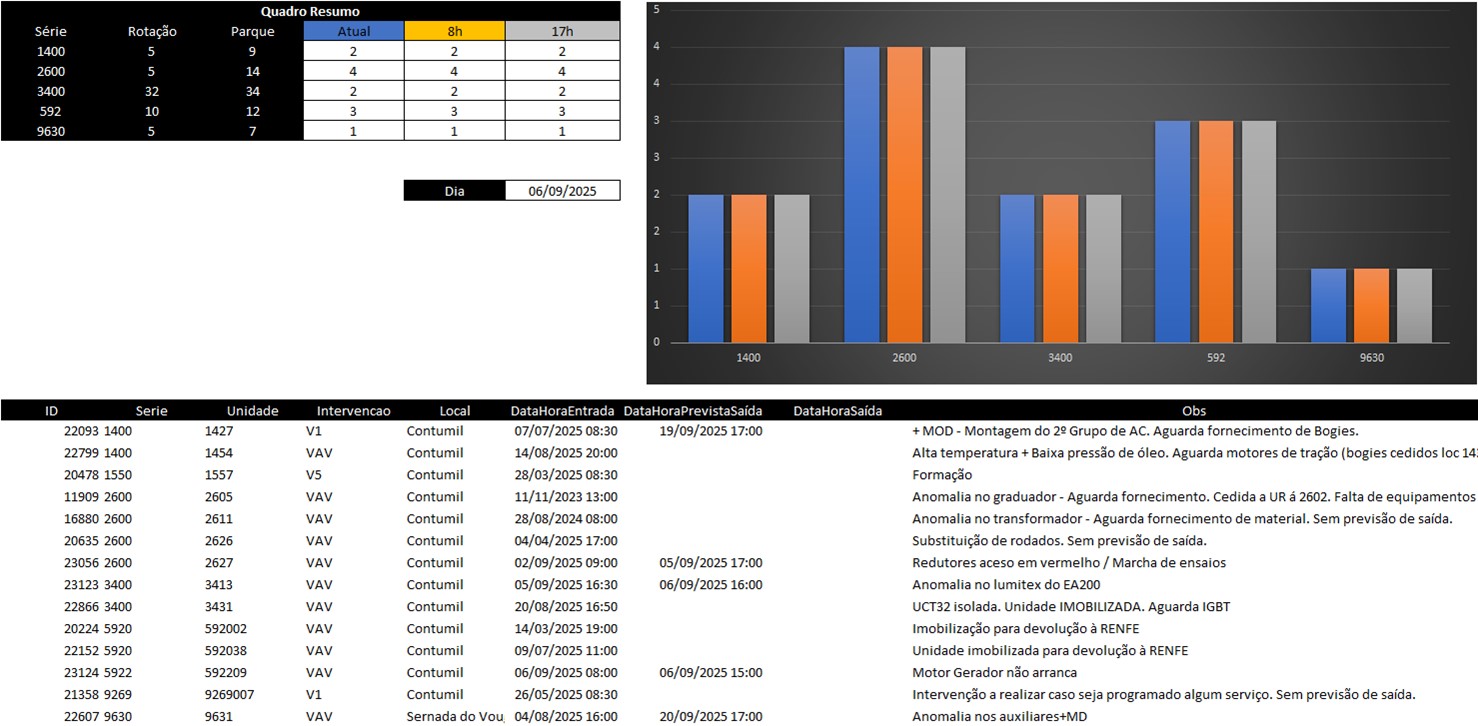 Quadro Resumo
Série Rotação Parque Atual 8h 17h
1400 5 9 2 2 2
2600 5 14 4 4 4
3400 32 34 2 2 2
592 10 12 3 3 3
9630 5 7 1 1 1
Dia 06/09/2025
5
4
4
3
3
2
2
1
1
0
1400 2600 3400 592 9630
ID Serie Unidade Intervencao Local DataHoraEntrada DataHoraPrevistaSaída DataHoraSaída Obs
22093 1400 1427 V1 Contumil 07/07/2025 08:30 19/09/2025 17:00 + MOD - Montagem do 2º Grupo de AC. Aguarda fornecimento de Bogies.
22799 1400 1454 VAV Contumil 14/08/2025 20:00 Alta temperatura + Baixa pressão de óleo. Aguarda motores de tração (bogies cedidos loc
20478 1550 1557 V5 Contumil 28/03/2025 08:30 Formação
11909 2600 2605 VAV Contumil 11/11/2023 13:00 Anomalia no graduador - Aguarda fornecimento. Cedida a UR á 2602. Falta de equipamentos
16880 2600 2611 VAV Contumil 28/08/2024 08:00 Anomalia no transformador - Aguarda fornecimento de material. Sem previsão de saída.
20635 2600 2626 VAV Contumil 04/04/2025 17:00 Substituição de rodados. Sem previsão de saída.
23056 2600 2627 VAV Contumil 02/09/2025 09:00 05/09/2025 17:00 Redutores aceso em vermelho / Marcha de ensaios
23123 3400 3413 VAV Contumil 05/09/2025 16:30 06/09/2025 16:00 Anomalia no lumitex do EA200
22866 3400 3431 VAV Contumil 20/08/2025 16:50 UCT32 isolada. Unidade IMOBILIZADA. Aguarda IGBT
20224 5920 592002 VAV Contumil 14/03/2025 19:00 Imobilização para devolução à RENFE
22152 5920 592038 VAV Contumil 09/07/2025 11:00 Unidade imobilizada para devolução à RENFE
23124 5922 592209 VAV Contumil 06/09/2025 08:00 06/09/2025 15:00 Motor Gerador não arranca
21358 9269 9269007 V1 Contumil 26/05/2025 08:30 Intervenção a realizar caso seja programado algum serviço. Sem previsão de saída.
22607 9630 9631 VAV Sernada do Vou 04/08/2025 16:00 20/09/2025 17:00 Anomalia nos auxiliares+MD